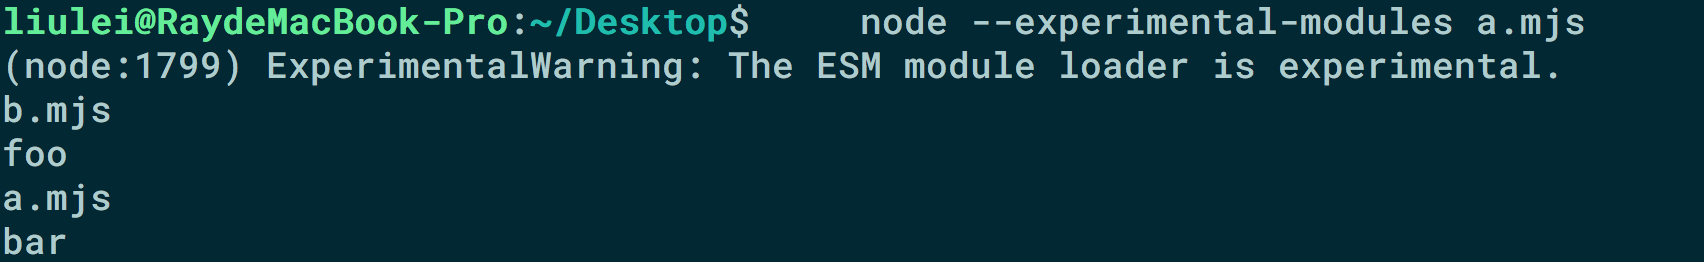 liulei@RaydeMacBook-Pro:~/Desktop$     node --experimental-modules a.mjs
(node:1799) ExperimentalWarning: The ESM module loader is experimental.
b.mjs
foo
a.mjs
bar